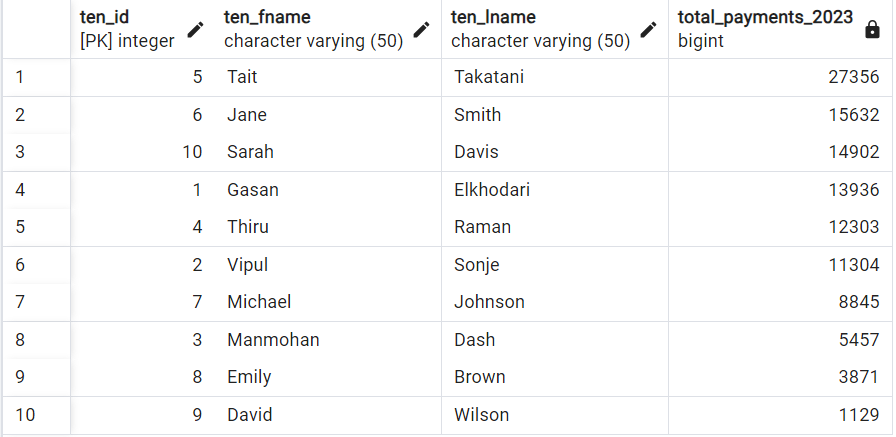 ten_id ten_fname ten_lname total_payments_2023
[PK] integer character varying (50) character varying (50) bigint
1 5 Tait Takatani 27356
2 6 Jane Smith 15632
3 10 Sarah Davis 14902
4 1 Gasan Elkhodari 13936
5 4 Thiru Raman 12303
6 2 Vipul Sonje 11304
7 7 Michael Johnson 8845
8 3 Manmohan Dash 5457
9 8 Emily Brown 3871
10 9 David Wilson 1129